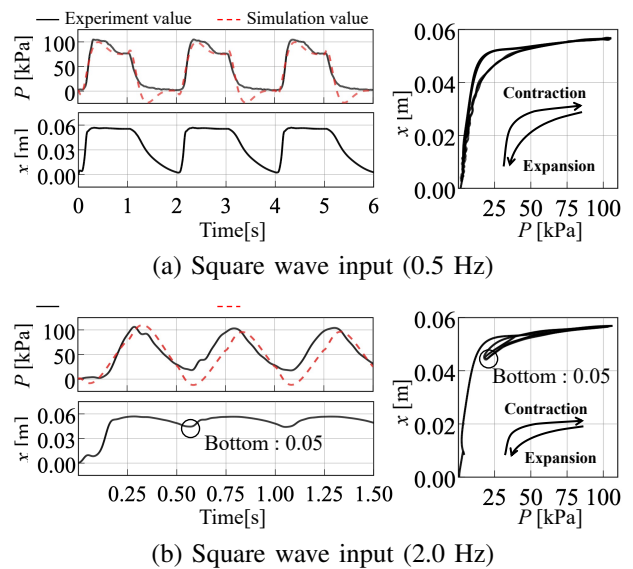 Experiment value Simulation value
P [kPa]
100
50
0
x [m]
0.06
0.03
0.00
0 1 2 3 4 5 6
Time[s]
x [m]
0.06
0.04
0.02
0.00
Contraction
Expansion
25 50 75 100
P [kPa]
(a) Square wave input (0.5 Hz)
P [kPa]
100
50
0
x [m]
0.06
0.03
0
Bottom : 0.05
0.25 0.50 0.75 1.00 1.25 1.50
Time[s]
x [m]
0.06
0.04
0.02
0.00
Bottom : 0.05
Contraction
Expansion
25 50 75 100
P [kPa]
(b) Square wave input (2.0 Hz)